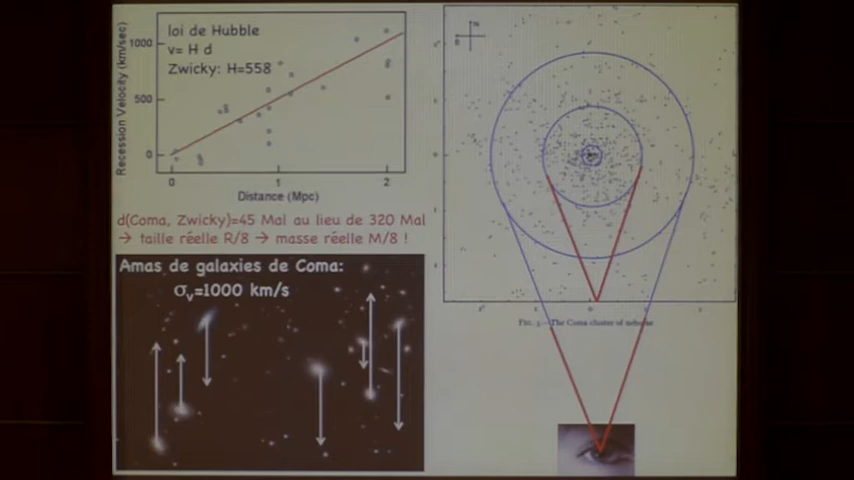 loi de Hubble
v= H d
Zwicky: H=558
Recession Velocity (km/sec)
1000
500
0
0
1
2
Distance (Mpc)
d(Coma, Zwicky)=45 Mal au lieu de 320 Mal
→ taille réelle R/8 → masse réelle M/8 !
Amas de galaxies de Coma:
σv=1000 km/s
N
FIG. 3.—The Coma cluster of nebulae